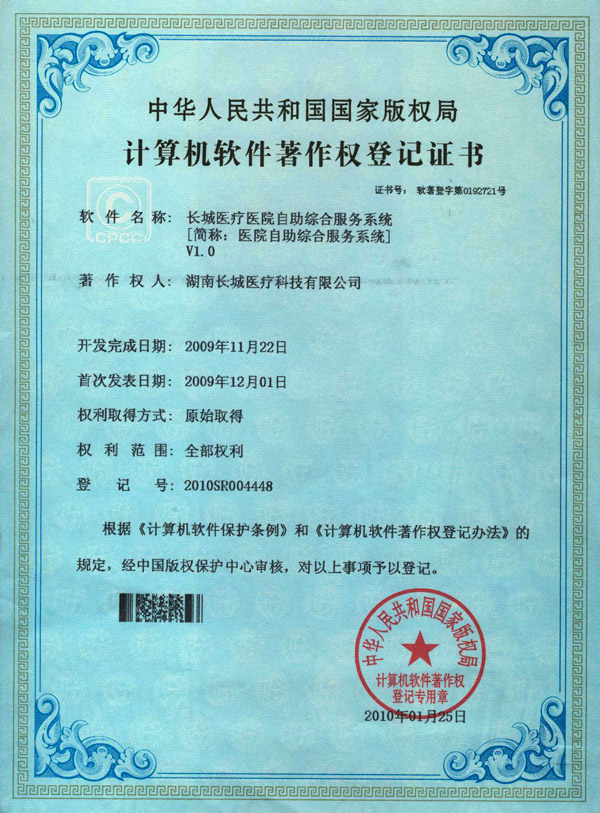 中华人民共和国国家版权局
计算机软件著作权登记证书
证书号： 软著登字第0192721号
CPCC
软件名称： 长城医疗医院自助综合服务系统
[简称：医院自助综合服务系统]
V1.0
著作权人： 湖南长城医疗科技有限公司
开发完成日期： 2009年11月22日
首次发表日期： 2009年12月01日
权利取得方式： 原始取得
权利范围： 全部权利
登记号： 2010SR004448
根据《计算机软件保护条例》和《计算机软件著作权登记办法》的
规定，经中国版权保护中心审核，对以上事项予以登记。
中华人民共和国国家版权局
计算机软件著作权
登记专用章
2010年01月25日